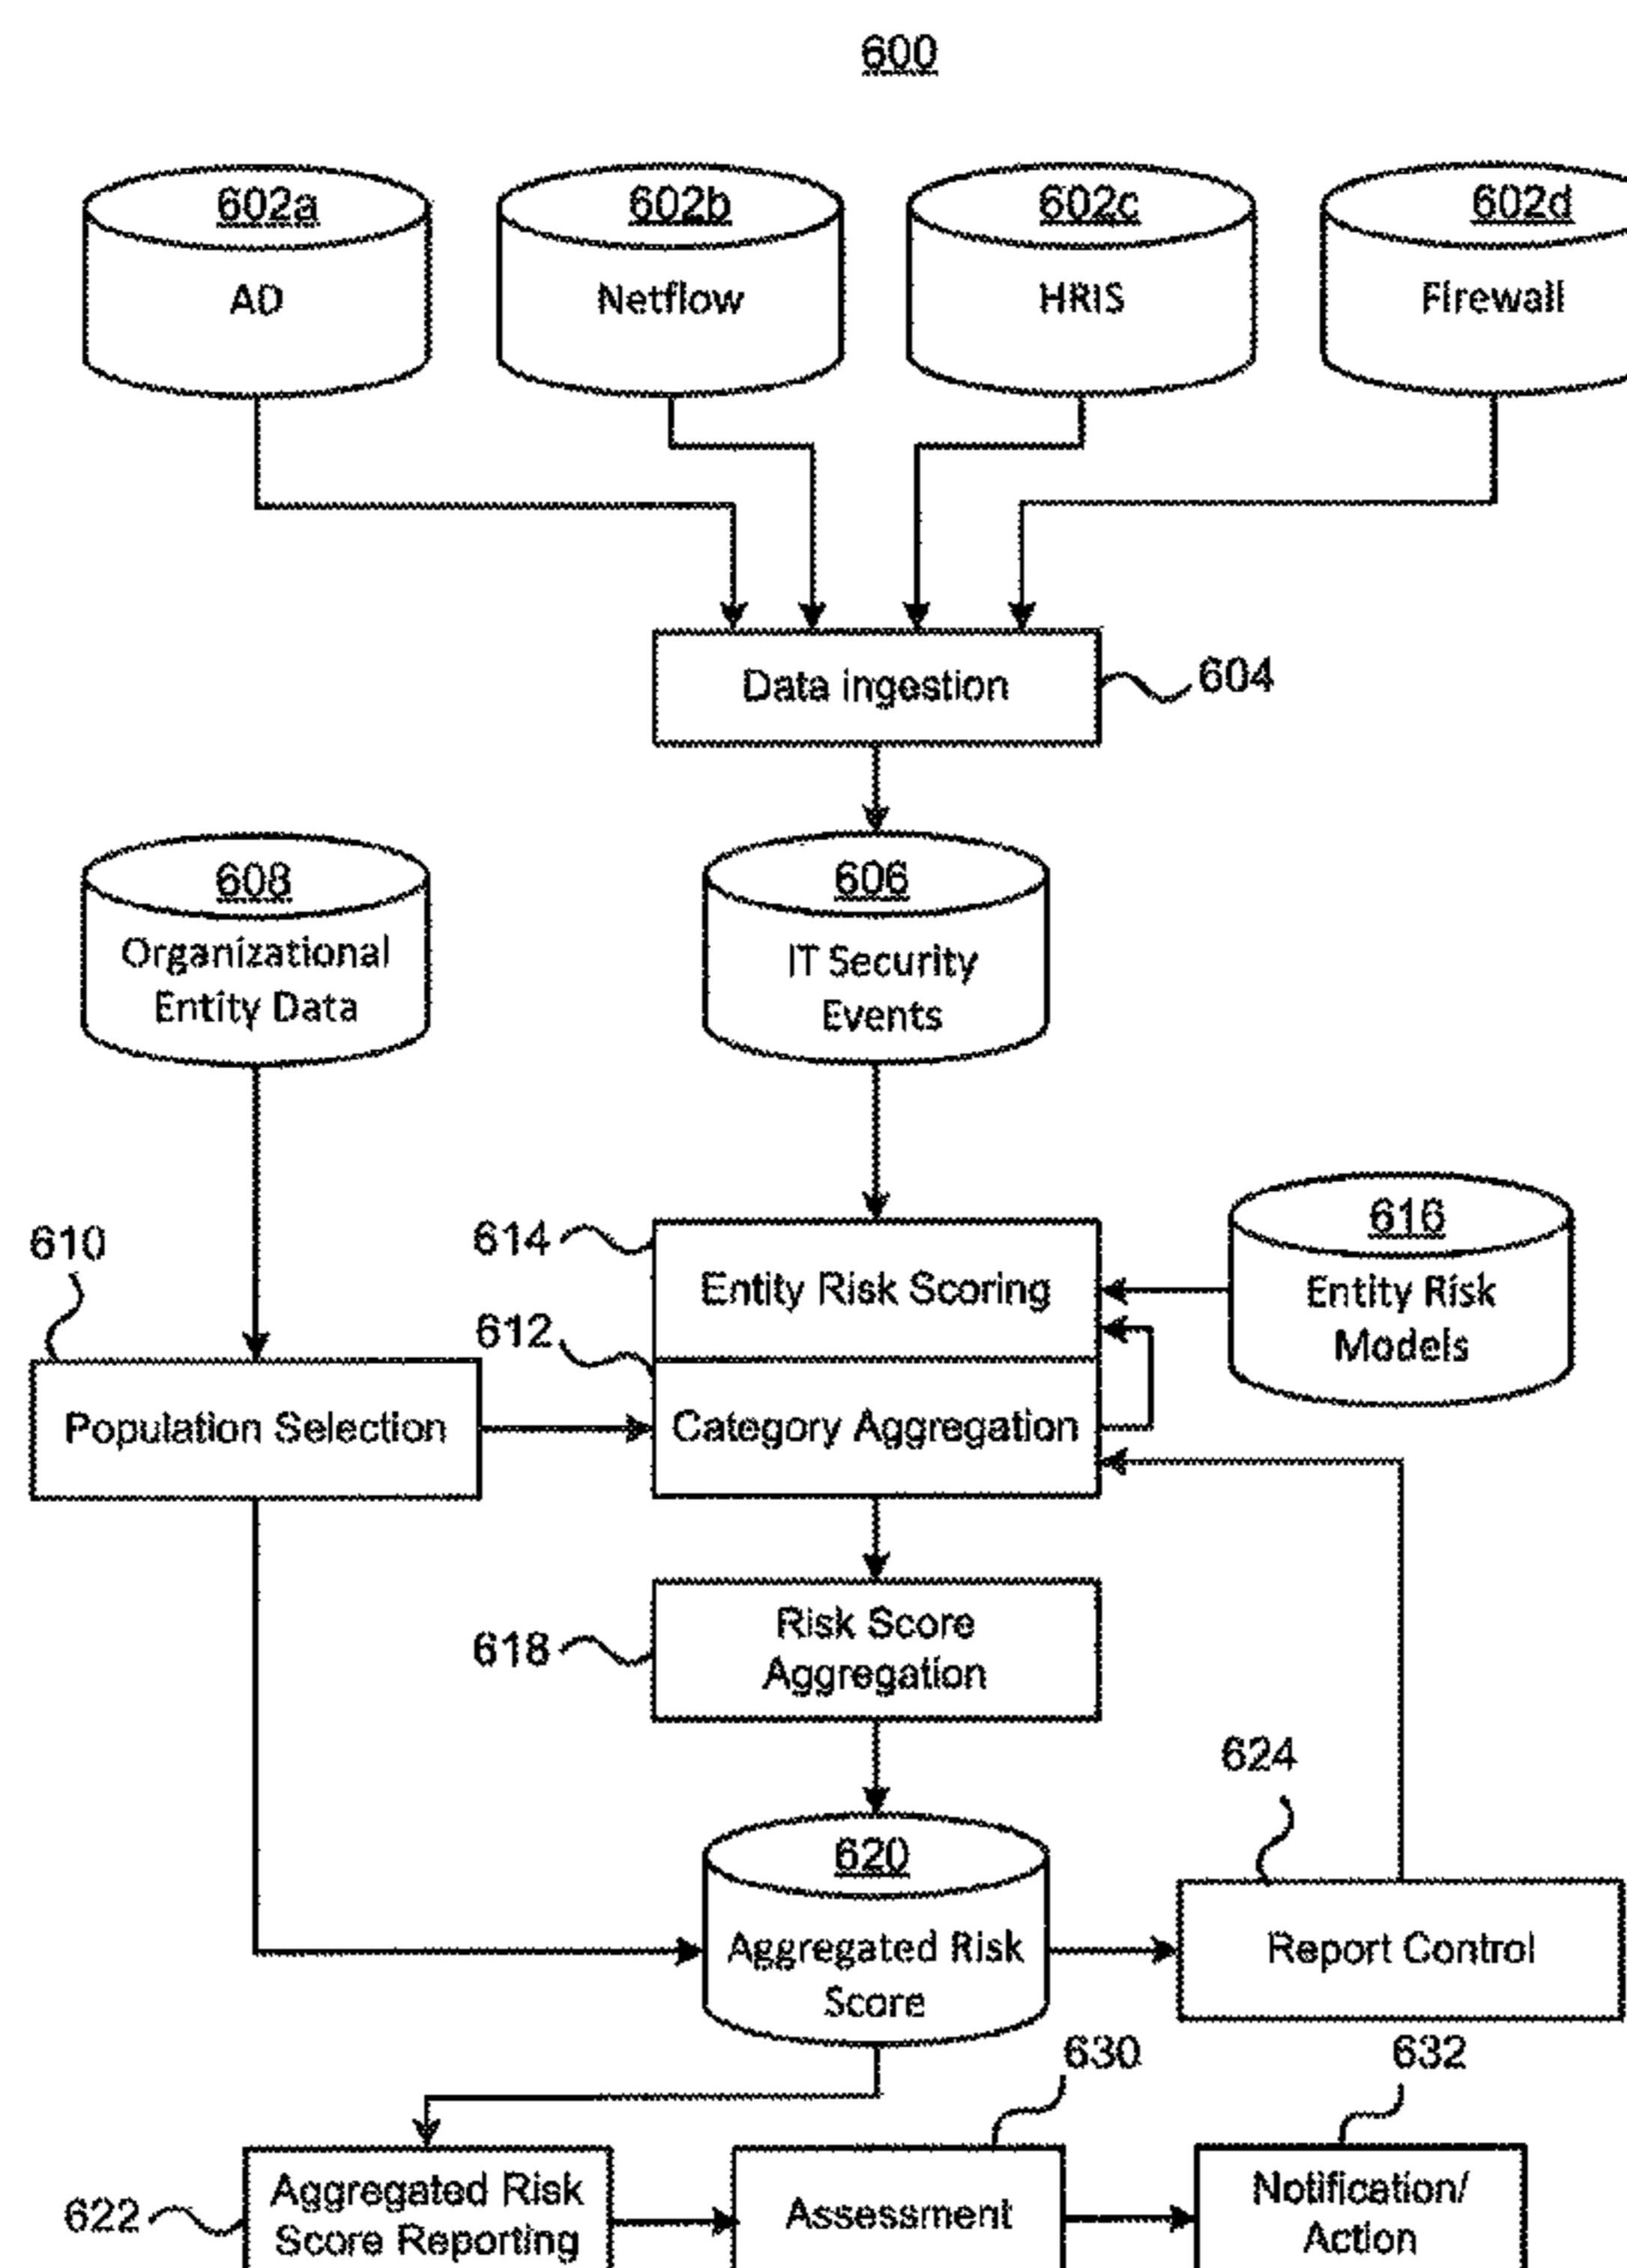 600
602a
AD
602b
Netflow
602c
HRIS
602d
Firewall
Data ingestion
604
608
Organizational
Entity Data
606
IT Security
Events
610
614
Entity Risk Scoring
616
Entity Risk
Models
612
Population Selection
Category Aggregation
618
Risk Score
Aggregation
624
620
Aggregated Risk
Score
Report Control
630
632
622
Aggregated Risk
Score Reporting
Assessment
Notification/
Action